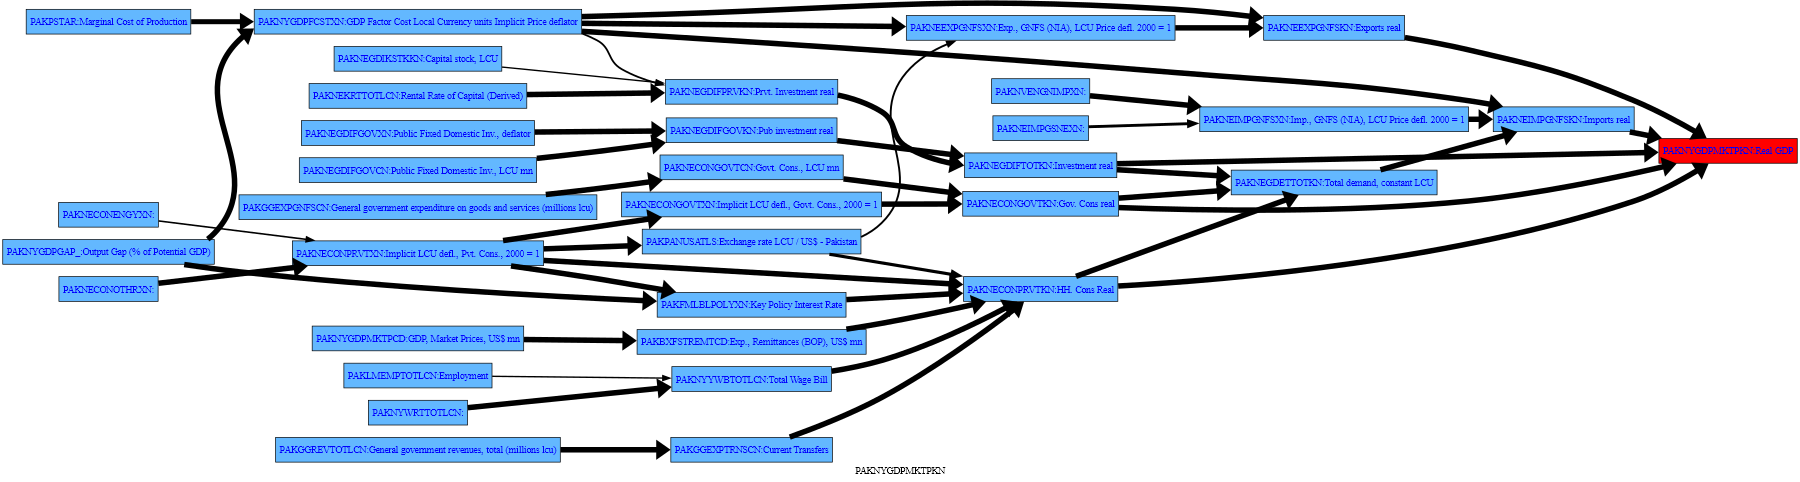 PAKPSTAR:Marginal Cost of Production
PAKNYGDPFCSTXN:GDP Factor Cost Local Currency units Implicit Price deflator
PAKNEEXPGNFSXN:Exp., GNFS (NIA), LCU Price defl. 2000 = 1
PAKNEEXPGNFSKN:Exports real
PAKNEGDIKSTKKN:Capital stock, LCU
PAKNEKRTTOTLCN:Rental Rate of Capital (Derived)
PAKNEGDIFPRVKN:Prvt. Investment real
PAKNVENGNIMPXN:
PAKNEIMPGNFSXN:Imp., GNFS (NIA), LCU Price defl. 2000 = 1
PAKNEIMPGNFSKN:Imports real
PAKNEIMPGSNEXN:
PAKNEGDIFGOVXN:Public Fixed Domestic Inv., deflator
PAKNEGDIFGOVKN:Pub investment real
PAKNYGDPMKTPKN:Real GDP
PAKNEGDIFGOVCN:Public Fixed Domestic Inv., LCU mn
PAKNECONGOVTCN:Govt. Cons., LCU mn
PAKNEGDIFTOTKN:Investment real
PAKNEGDETTOTKN:Total demand, constant LCU
PAKGGEXPGNFSCN:General government expenditure on goods and services (millions lcu)
PAKNECONGOVTXN:Implicit LCU defl., Govt. Cons., 2000 = 1
PAKNECONGOVTKN:Gov. Cons real
PAKNECONENGYXN:
PAKNYGDPGAP_:Output Gap (% of Potential GDP)
PAKNECONPRVTXN:Implicit LCU defl., Pvt. Cons., 2000 = 1
PAKPANUSATLS:Exchange rate LCU / US$ - Pakistan
PAKNECONOTHRXN:
PAKNECONPRVTKN:HH. Cons Real
PAKFMLBLPOLYXN:Key Policy Interest Rate
PAKNYGDPMKTPCD:GDP, Market Prices, US$ mn
PAKBXFSTREMTCD:Exp., Remittances (BOP), US$ mn
PAKLMEMPTOTLCN:Employment
PAKNYYWBTOTLCN:Total Wage Bill
PAKNYWRTTOTLCN:
PAKGGREVTOTLCN:General government revenues, total (millions lcu)
PAKGGEXPTRNSCN:Current Transfers
PAKNYGDPMKTPKN